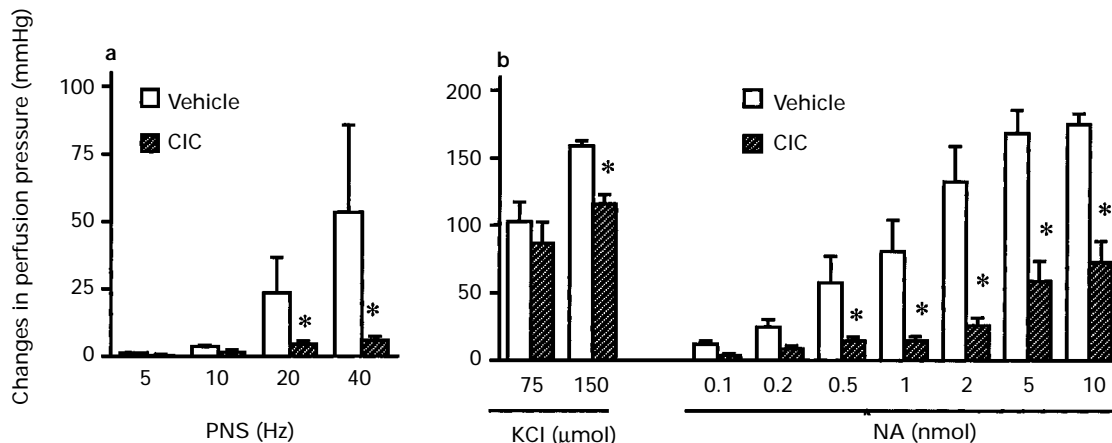 Changes in perfusion pressure (mmHg)
a
100
75
50
25
0
Vehicle
CIC
*
*
5 10 20 40
PNS (Hz)
b
200
150
100
50
0
Vehicle
CIC
*
*
*
*
*
*
75 150
0.1 0.2 0.5 1 2 5 10
KCl (μmol)
NA (nmol)